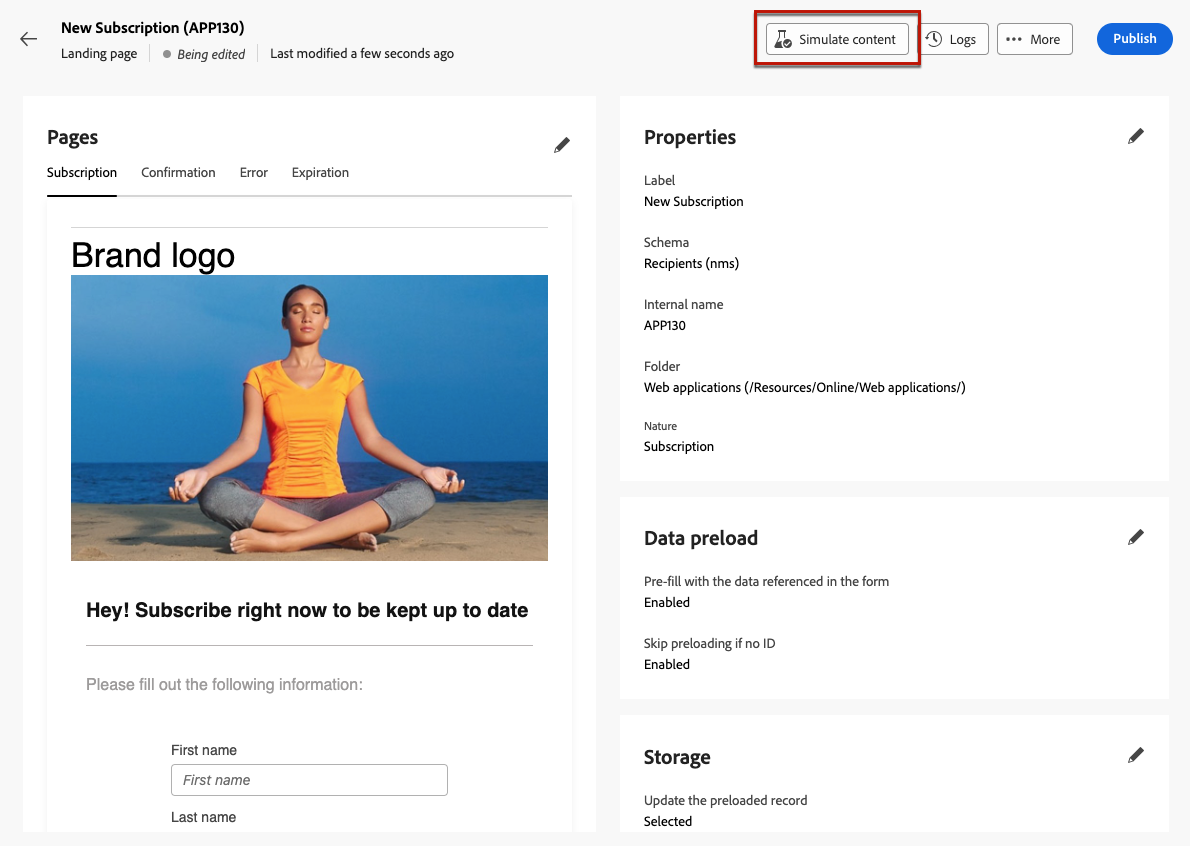 New Subscription (APP130)
Landing page
Being edited
Last modified a few seconds ago
Simulate content
Logs
More
Publish
Pages
Subscription
Confirmation
Error
Expiration
Brand logo
Hey! Subscribe right now to be kept up to date
Please fill out the following information:
First name
First name
Last name
Properties
Label
New Subscription
Schema
Recipients (nms)
Internal name
APP130
Folder
Web applications (/Resources/Online/Web applications/)
Nature
Subscription
Data preload
Pre-fill with the data referenced in the form
Enabled
Skip preloading if no ID
Enabled
Storage
Update the preloaded record
Selected